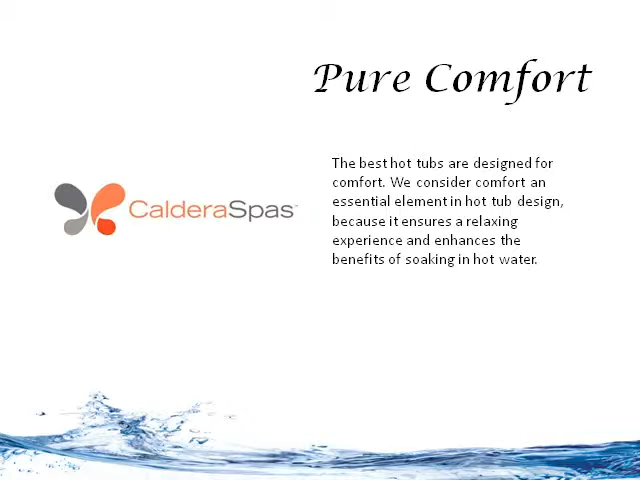 Pure Comfort
CalderaSpas™
The best hot tubs are designed for
comfort. We consider comfort an
essential element in hot tub design,
because it ensures a relaxing
experience and enhances the
benefits of soaking in hot water.